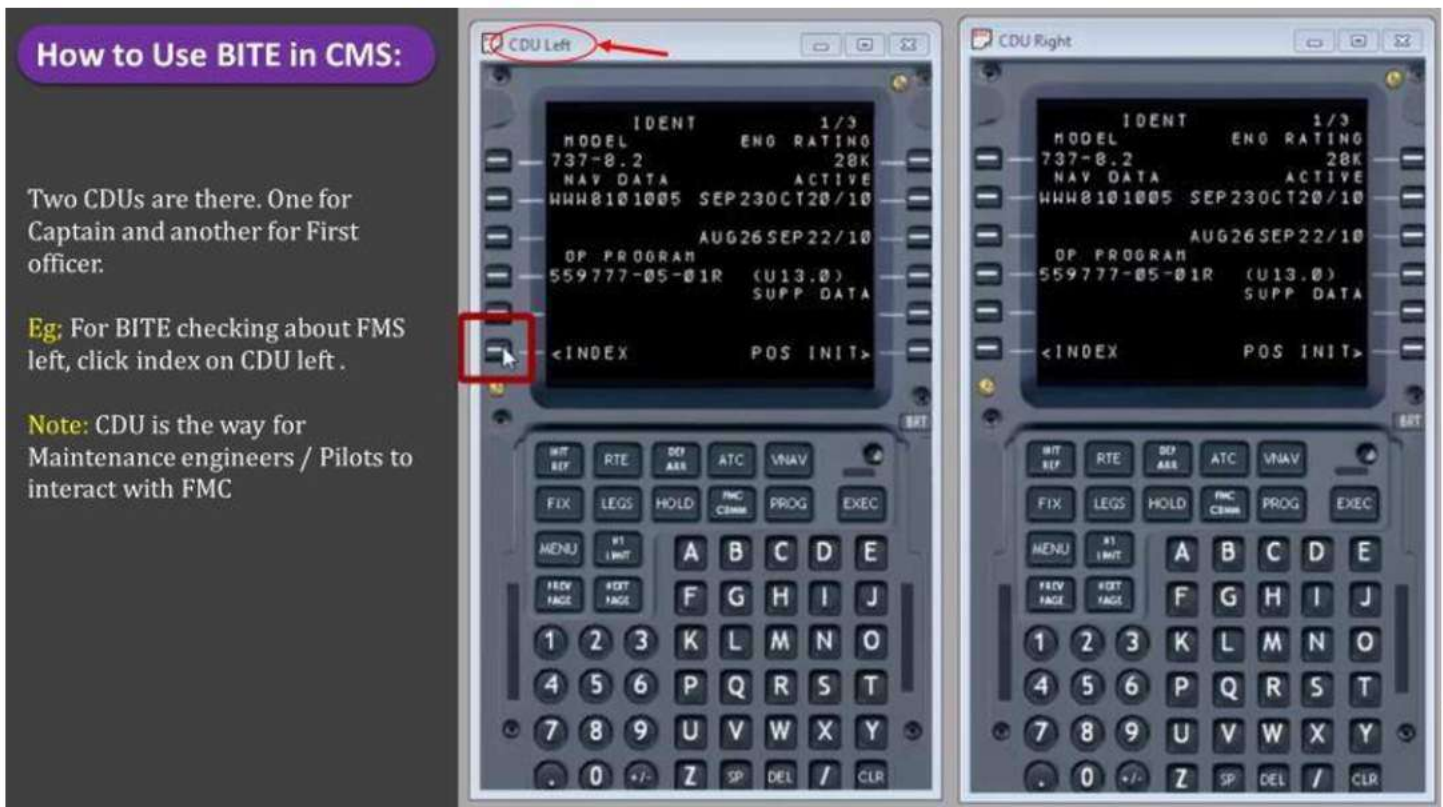 How to Use BITE in CMS:
Two CDUs are there. One for
Captain and another for First
officer.
Eg; For BITE checking about FMS
left, click index on CDU left .
Note: CDU is the way for
Maintenance engineers / Pilots to
interact with FMC
CDU Left
IDENT 1/3
MODEL ENG RATING
737-8.2 28K
NAV DATA ACTIVE
WWW8101005 SEP23OCT20/10
AUG26SEP22/10
OP PROGRAM
559777-05-01R (U13.0)
SUPP DATA
<INDEX POS INIT>
BRT
INIT REF RTE DEP ARR ATC VNAV
FIX LEGS HOLD FMC COMM PROG EXEC
MENU N1 LIMIT A B C D E
PREV PAGE NEXT PAGE F G H I J
1 2 3 K L M N O
4 5 6 P Q R S T
7 8 9 U V W X Y
. 0 +/- Z SP DEL / CLR
CDU Right
IDENT 1/3
MODEL ENG RATING
737-8.2 28K
NAV DATA ACTIVE
WWW8101005 SEP23OCT20/10
AUG26SEP22/10
OP PROGRAM
559777-05-01R (U13.0)
SUPP DATA
<INDEX POS INIT>
BRT
INIT REF RTE DEP ARR ATC VNAV
FIX LEGS HOLD FMC COMM PROG EXEC
MENU N1 LIMIT A B C D E
PREV PAGE NEXT PAGE F G H I J
1 2 3 K L M N O
4 5 6 P Q R S T
7 8 9 U V W X Y
. 0 +/- Z SP DEL / CLR